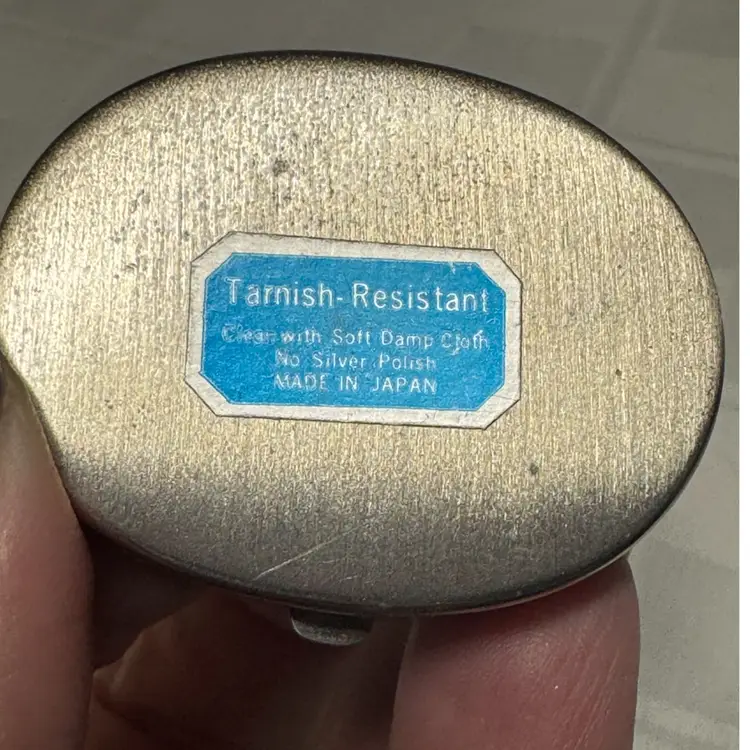 Tarnish-Resistant
Clean with Soft Damp Cloth
No Silver Polish
MADE IN JAPAN